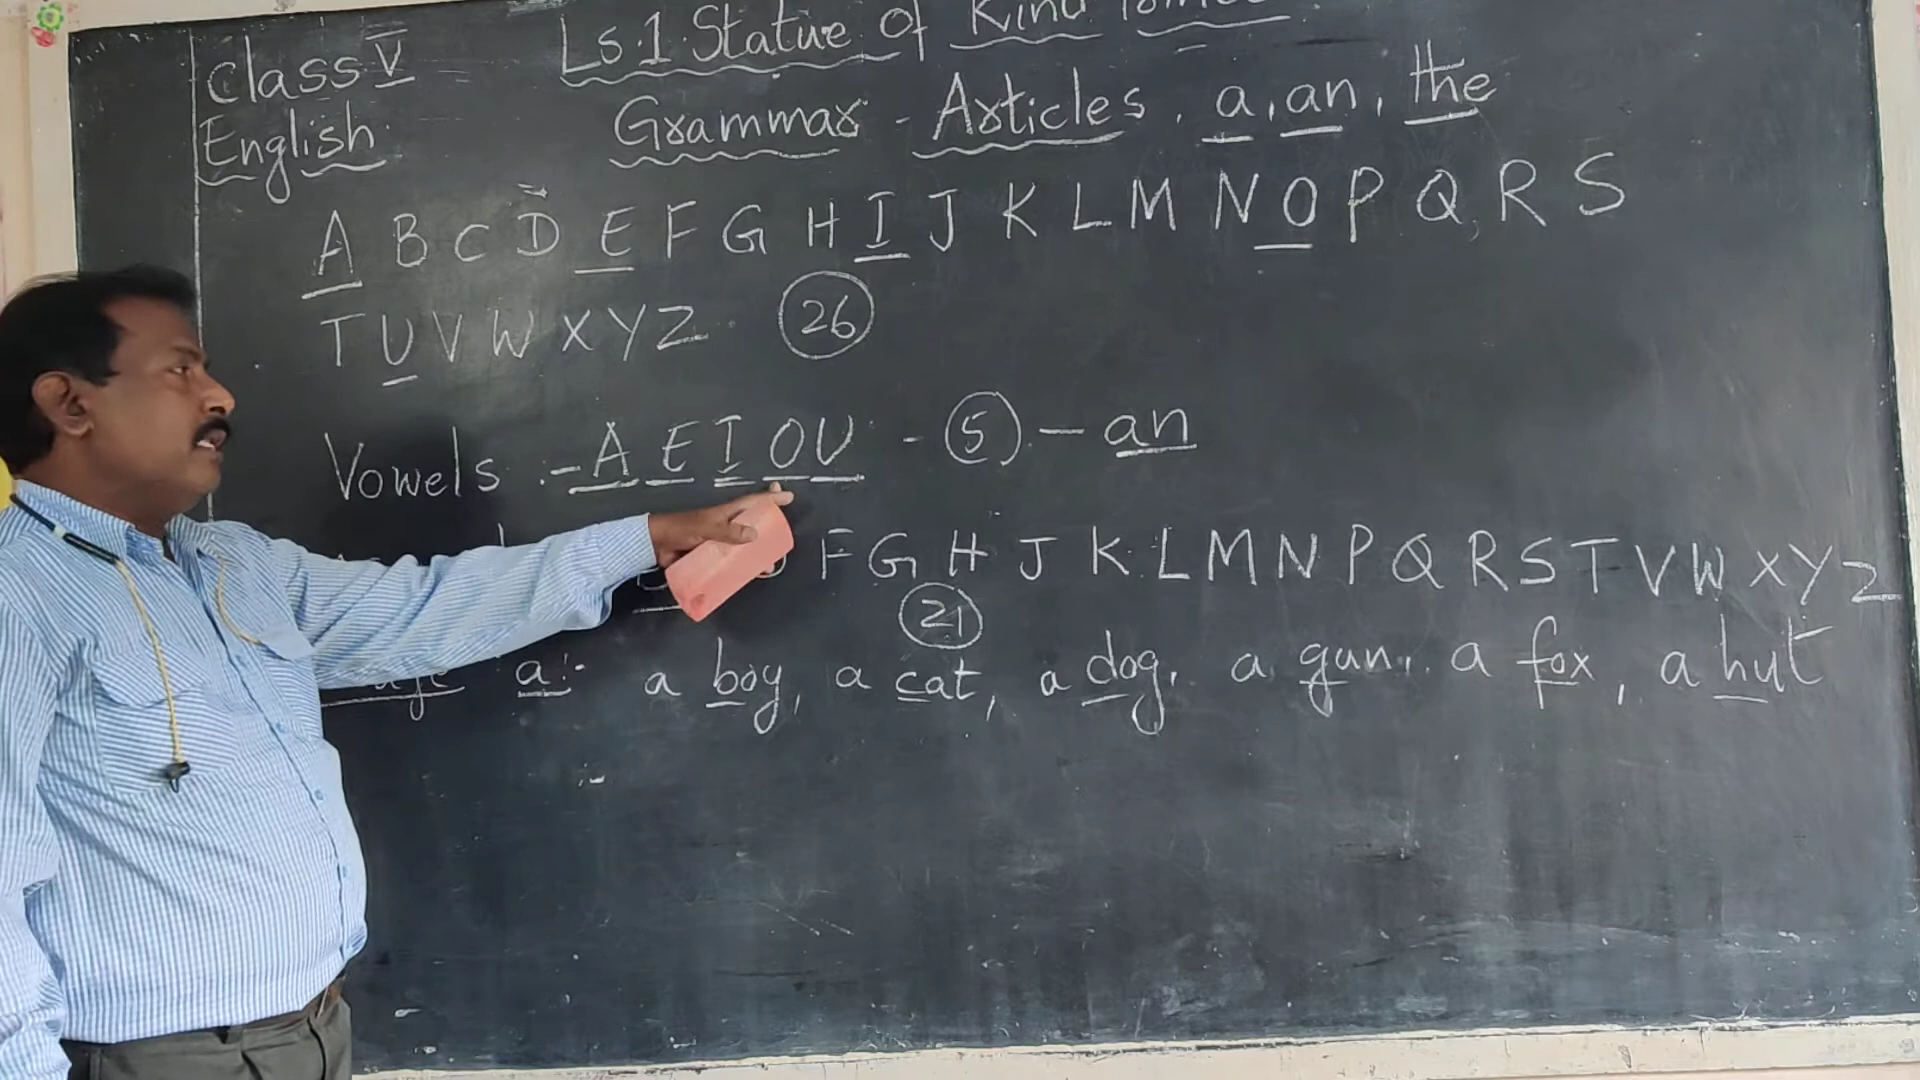 Class V
English
Ls.1. Statue of
Grammar - Articles, a, an, the
A B C D E F G H I J K L M N O P Q R S
T U V W X Y Z 26
Vowels :- A E I O U - 5 - an
F G H J K L M N P Q R S T V W X Y Z
21
a:- a boy, a cat, a dog, a gun, a fox, a hut